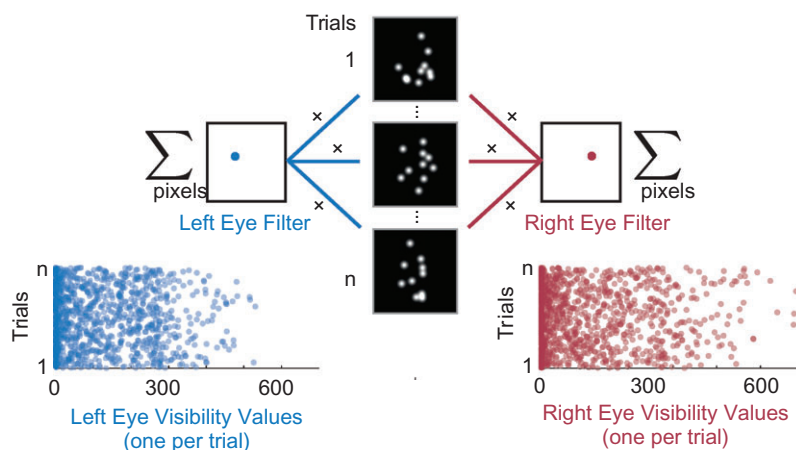 Trials
1
×
×
×
×
×
×
∑
pixels
∑
pixels
Left Eye Filter
Right Eye Filter
n
n
Trials
1
0
300
600
Left Eye Visibility Values
(one per trial)
n
Trials
1
0
300
600
Right Eye Visibility Values
(one per trial)